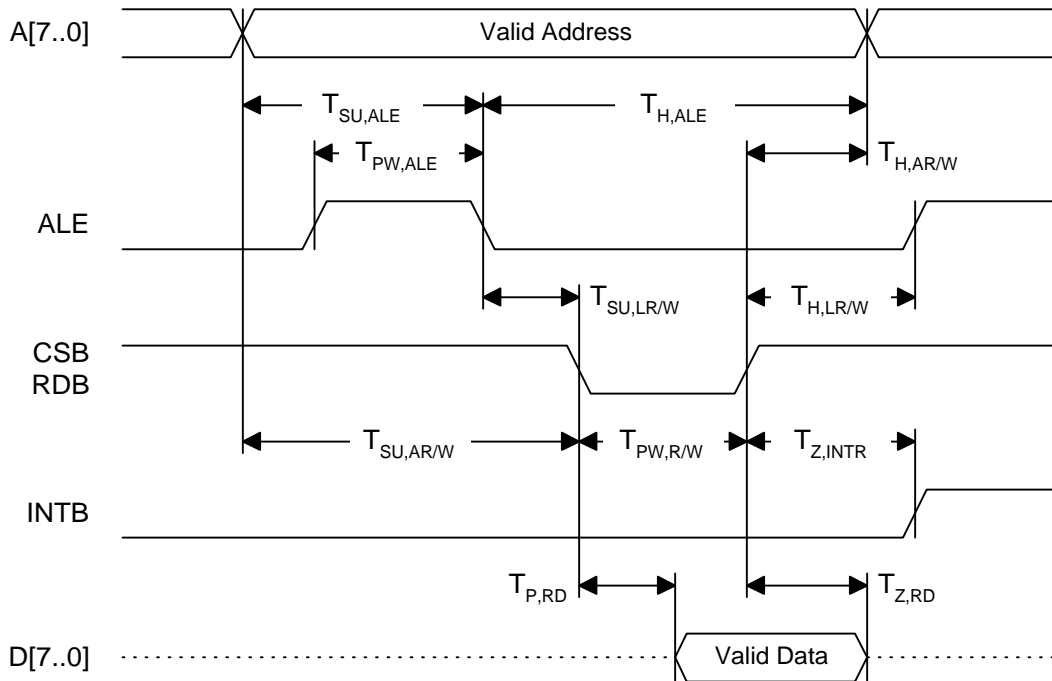 A[7..0] Valid Address
T_SU,ALE T_H,ALE
T_PW,ALE T_H,AR/W
ALE
T_SU,LR/W T_H,LR/W
CSB
RDB
T_SU,AR/W T_PW,R/W T_Z,INTR
INTB
T_P,RD T_Z,RD
D[7..0] Valid Data